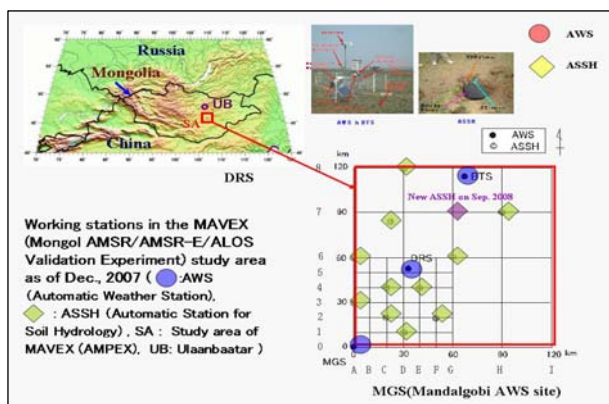 Russia
Mongolia
UB
SA
China
DRS
AWS
ASSH
AWS in BTS
ASSH
AWS
ASSH
km
120
90
60
30
0
8
7
6
5
4
3
2
1
0
BTS
New ASSH on Sep. 2008
DRS
MGS
0 30 60 90 120 km
A B C D E F G H I
MGS(Mandalgobi AWS site)
Working stations in the MAVEX
(Mongol AMSR/AMSR-E/ALOS
Validation Experiment) study area
as of Dec., 2007 ( :AWS
(Automatic Weather Station),
: ASSH (Automatic Station for
Soil Hydrology) , SA : Study area of
MAVEX (AMPEX), UB: Ulaanbaatar )